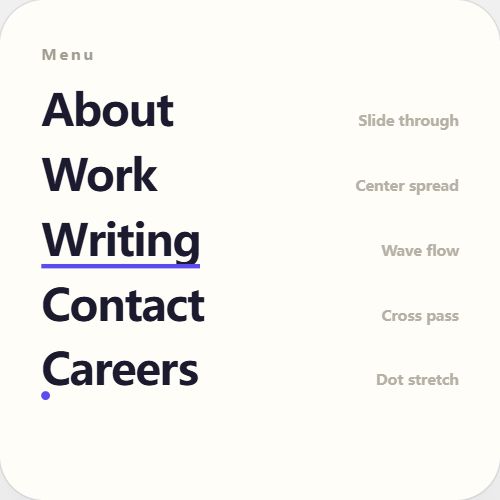 Menu
About Slide through
Work Center spread
Writing Wave flow
Contact Cross pass
Careers Dot stretch